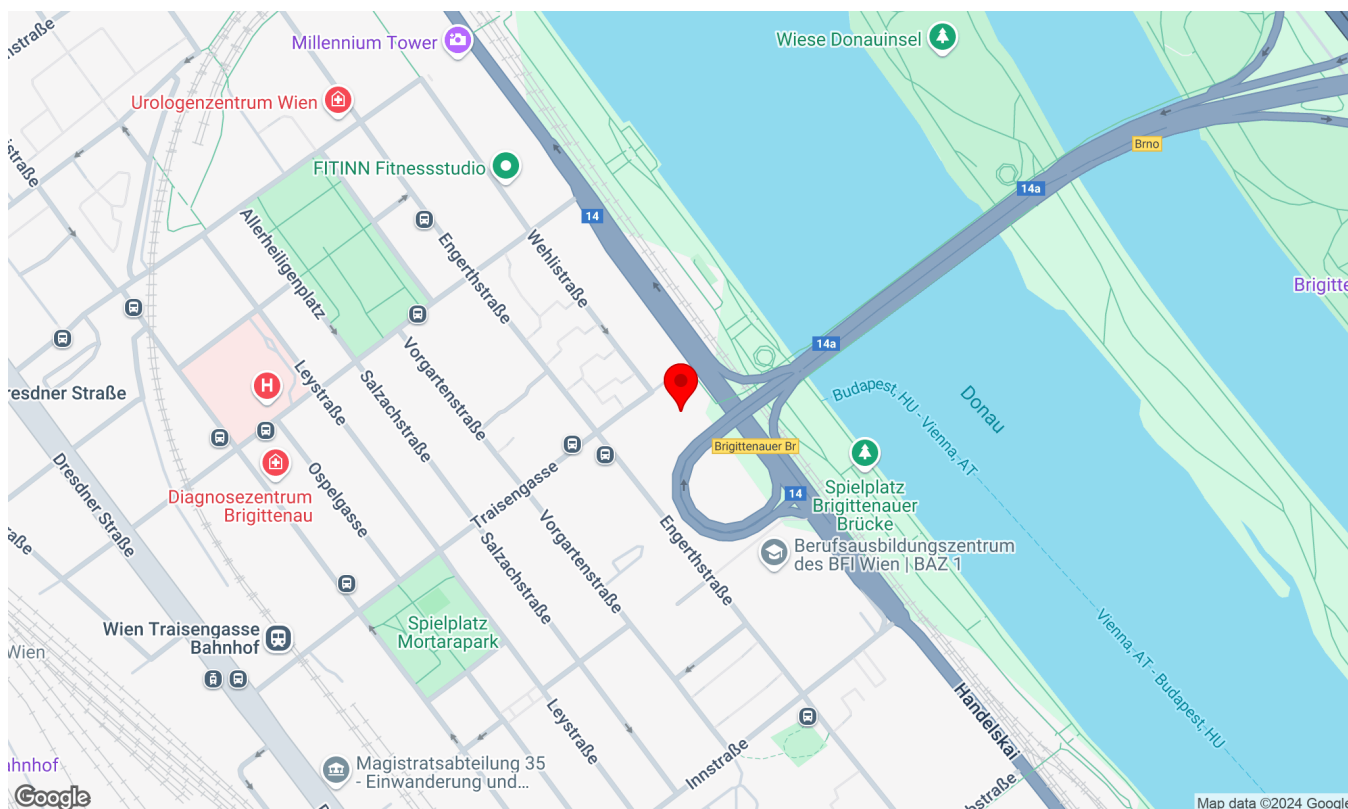 Millennium Tower
Wiese Donauinsel
Urologenzentrum Wien
Brno
FITINN Fitnessstudio
14a
14
Allerheiligenplatz
Engerthstraße
Wehlistraße
Brigitte
14a
Dresdner Straße
H
Leystraße
Salzachstraße
Vorgartenstraße
Budapest, HU - Vienna, AT
Donau
Brigittenauer Br
Diagnosezentrum
Brigittenau
Ospelgasse
Traisengasse
14
Spielplatz
Brigittenauer
Brücke
Dresdner Straße
Salzachstraße
Vorgartenstraße
Engerthstraße
Berufsausbildungszentrum
des BFI Wien | BAZ 1
Wien Traisengasse
Bahnhof
Spielplatz
Mortarapark
Wien
Vienna, AT - Budapest, HU
Handelskai
Leystraße
Innstraße
Magistratsabteilung 35
- Einwanderung und...
Google
Map data ©2024 Google